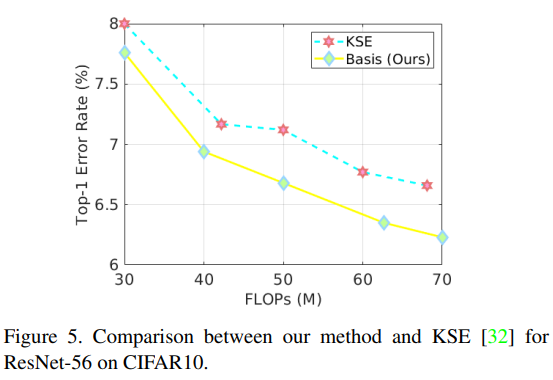 8
7.5
7
6.5
6
Top-1 Error Rate (%)
KSE
Basis (Ours)
30 40 50 60 70
FLOPs (M)
Figure 5. Comparison between our method and KSE [32] for
ResNet-56 on CIFAR10.